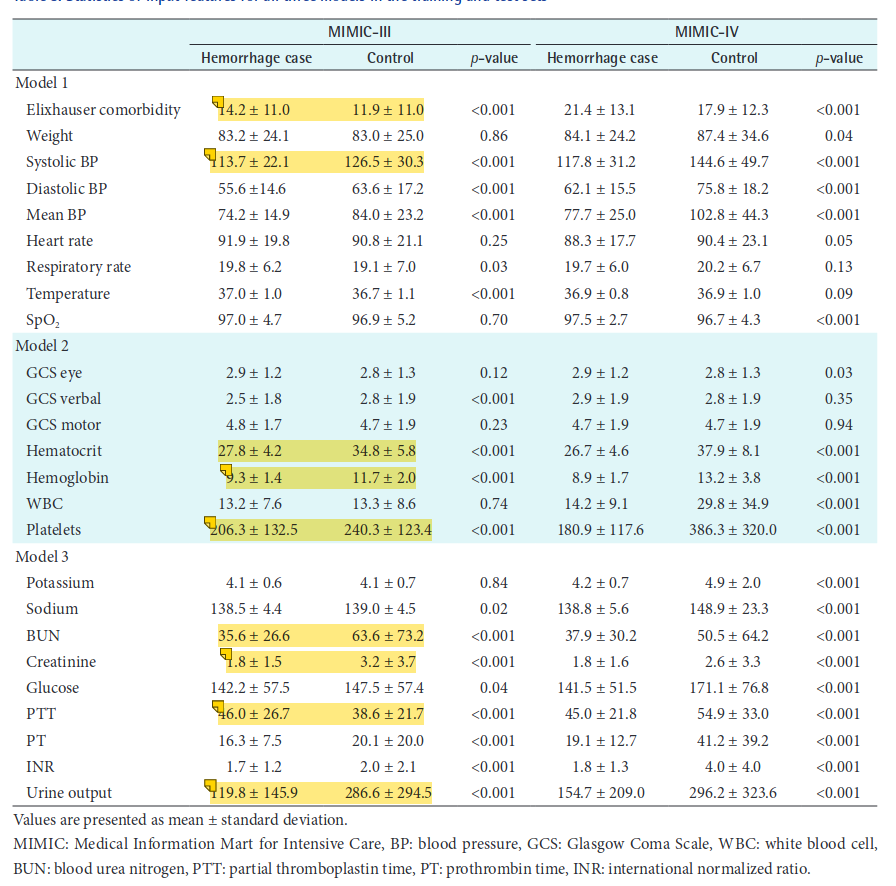 MIMIC–III MIMIC–IV
Hemorrhage case Control p-value Hemorrhage case Control p-value
Model 1
Elixhauser comorbidity 14.2 ± 11.0 11.9 ± 11.0 <0.001 21.4 ± 13.1 17.9 ± 12.3 <0.001
Weight 83.2 ± 24.1 83.0 ± 25.0 0.86 84.1 ± 24.2 87.4 ± 34.6 0.04
Systolic BP 113.7 ± 22.1 126.5 ± 30.3 <0.001 117.8 ± 31.2 144.6 ± 49.7 <0.001
Diastolic BP 55.6 ±14.6 63.6 ± 17.2 <0.001 62.1 ± 15.5 75.8 ± 18.2 <0.001
Mean BP 74.2 ± 14.9 84.0 ± 23.2 <0.001 77.7 ± 25.0 102.8 ± 44.3 <0.001
Heart rate 91.9 ± 19.8 90.8 ± 21.1 0.25 88.3 ± 17.7 90.4 ± 23.1 0.05
Respiratory rate 19.8 ± 6.2 19.1 ± 7.0 0.03 19.7 ± 6.0 20.2 ± 6.7 0.13
Temperature 37.0 ± 1.0 36.7 ± 1.1 <0.001 36.9 ± 0.8 36.9 ± 1.0 0.09
SpO₂ 97.0 ± 4.7 96.9 ± 5.2 0.70 97.5 ± 2.7 96.7 ± 4.3 <0.001
Model 2
GCS eye 2.9 ± 1.2 2.8 ± 1.3 0.12 2.9 ± 1.2 2.8 ± 1.3 0.03
GCS verbal 2.5 ± 1.8 2.8 ± 1.9 <0.001 2.9 ± 1.9 2.8 ± 1.9 0.35
GCS motor 4.8 ± 1.7 4.7 ± 1.9 0.23 4.7 ± 1.9 4.7 ± 1.9 0.94
Hematocrit 27.8 ± 4.2 34.8 ± 5.8 <0.001 26.7 ± 4.6 37.9 ± 8.1 <0.001
Hemoglobin 9.3 ± 1.4 11.7 ± 2.0 <0.001 8.9 ± 1.7 13.2 ± 3.8 <0.001
WBC 13.2 ± 7.6 13.3 ± 8.6 0.74 14.2 ± 9.1 29.8 ± 34.9 <0.001
Platelets 206.3 ± 132.5 240.3 ± 123.4 <0.001 180.9 ± 117.6 386.3 ± 320.0 <0.001
Model 3
Potassium 4.1 ± 0.6 4.1 ± 0.7 0.84 4.2 ± 0.7 4.9 ± 2.0 <0.001
Sodium 138.5 ± 4.4 139.0 ± 4.5 0.02 138.8 ± 5.6 148.9 ± 23.3 <0.001
BUN 35.6 ± 26.6 63.6 ± 73.2 <0.001 37.9 ± 30.2 50.5 ± 64.2 <0.001
Creatinine 1.8 ± 1.5 3.2 ± 3.7 <0.001 1.8 ± 1.6 2.6 ± 3.3 <0.001
Glucose 142.2 ± 57.5 147.5 ± 57.4 0.04 141.5 ± 51.5 171.1 ± 76.8 <0.001
PTT 46.0 ± 26.7 38.6 ± 21.7 <0.001 45.0 ± 21.8 54.9 ± 33.0 <0.001
PT 16.3 ± 7.5 20.1 ± 20.0 <0.001 19.1 ± 12.7 41.2 ± 39.2 <0.001
INR 1.7 ± 1.2 2.0 ± 2.1 <0.001 1.8 ± 1.3 4.0 ± 4.0 <0.001
Urine output 119.8 ± 145.9 286.6 ± 294.5 <0.001 154.7 ± 209.0 296.2 ± 323.6 <0.001
Values are presented as mean ± standard deviation.
MIMIC: Medical Information Mart for Intensive Care, BP: blood pressure, GCS: Glasgow Coma Scale, WBC: white blood cell,
BUN: blood urea nitrogen, PTT: partial thromboplastin time, PT: prothrombin time, INR: international normalized ratio.